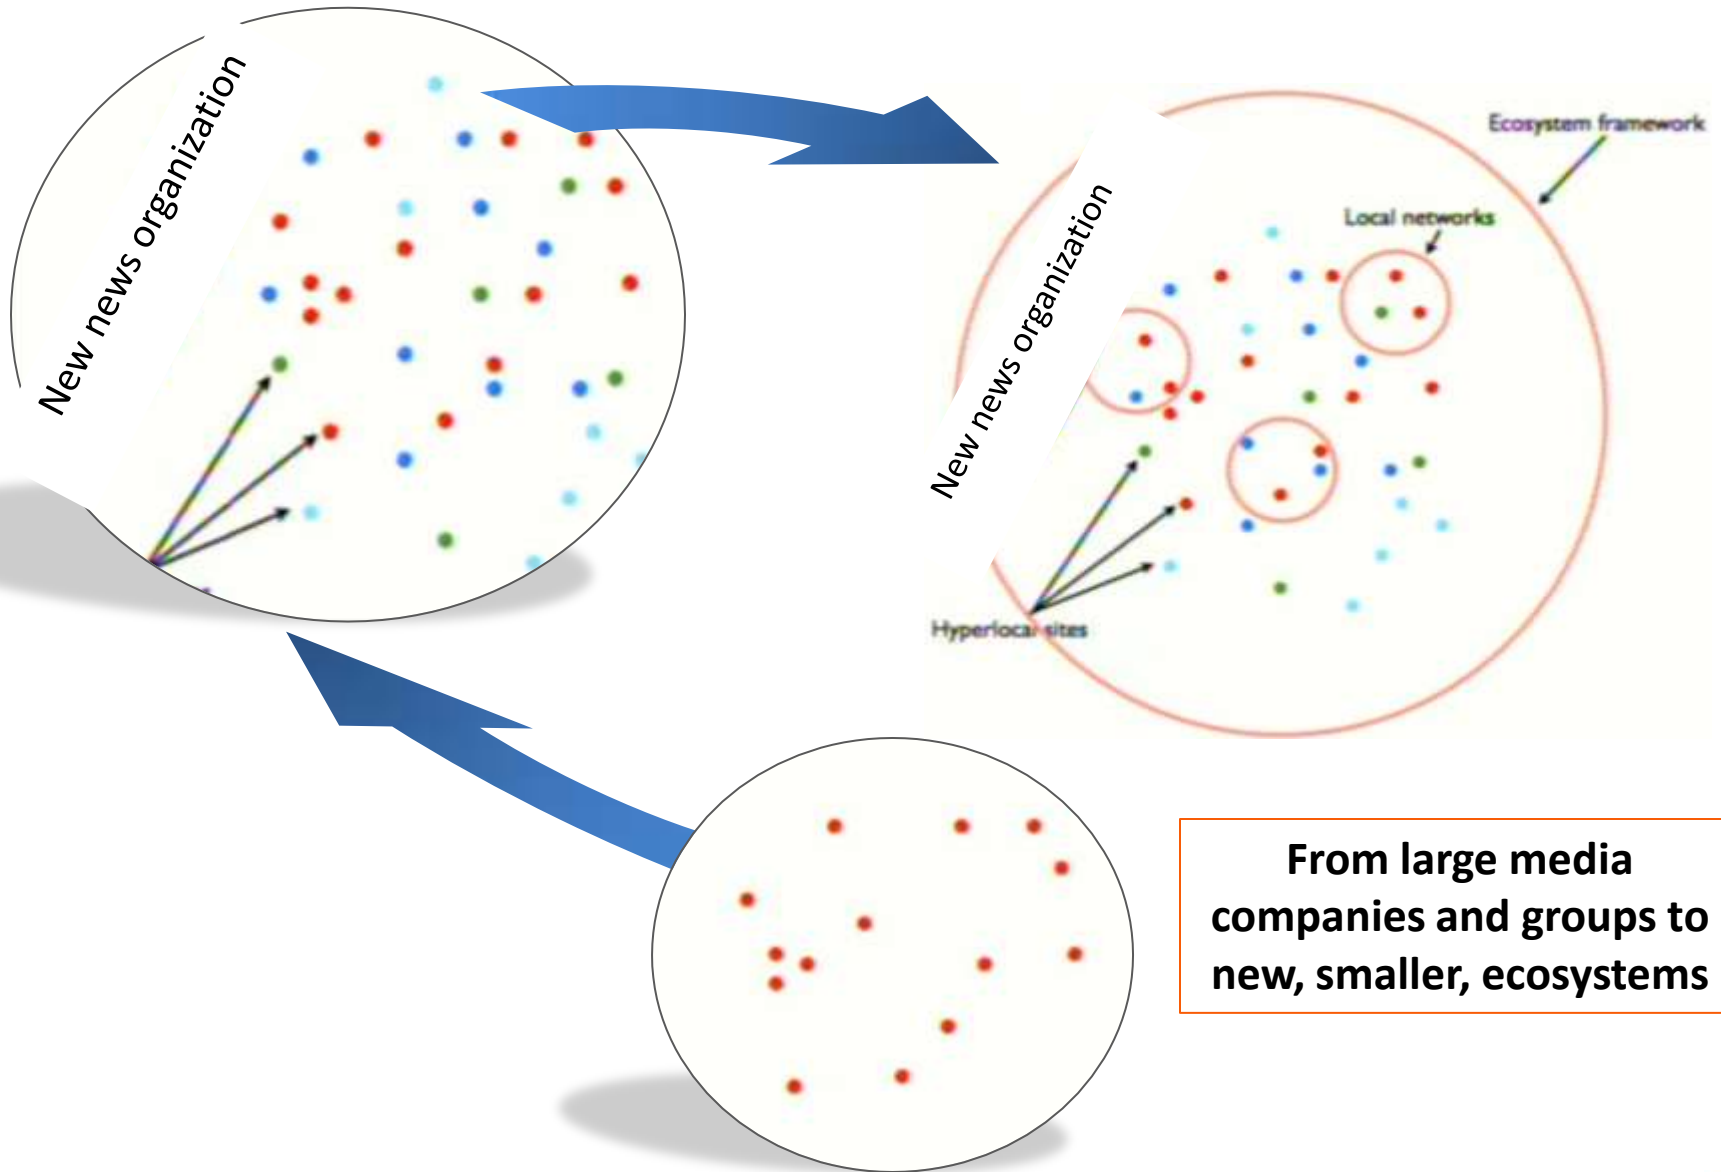 New news organization
Ecosystem framework
Local networks
New news organization
Hyperlocal sites
From large media
companies and groups to
new, smaller, ecosystems